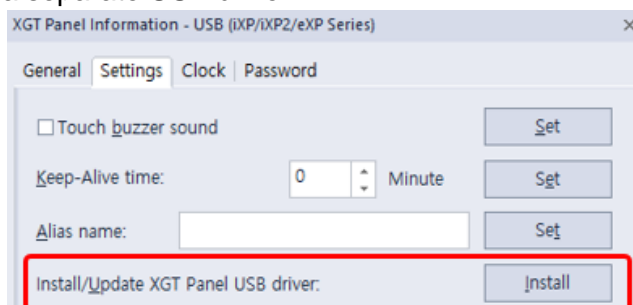 XGT Panel Information - USB (iXP/iXP2/eXP Series)
General Settings Clock Password
Touch buzzer sound Set
Keep-Alive time: 0 Minute Set
Alias name: Set
Install/Update XGT Panel USB driver: Install